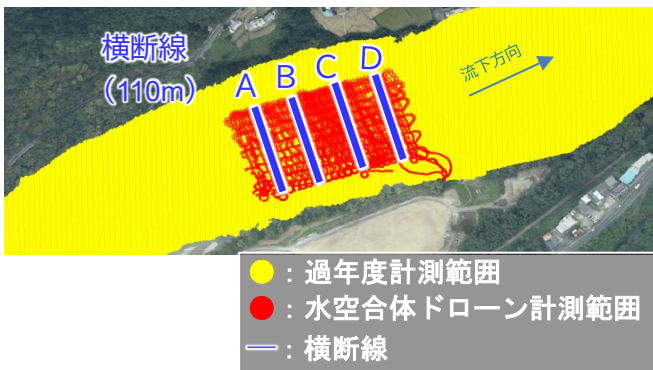 横断線
（110m）
A B C D
流下方向
：過年度計測範囲
：水空合体ドローン計測範囲
：横断線